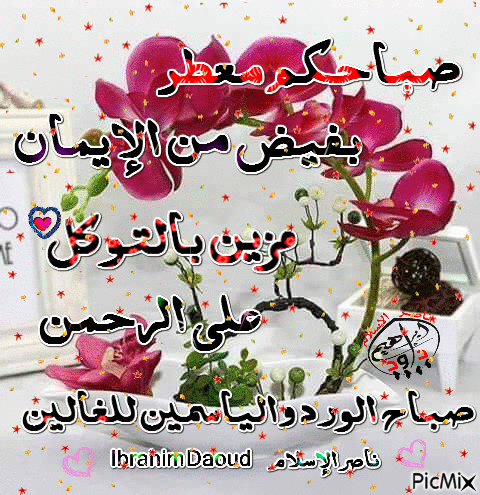 صباحكم معطر
بفيض من الإيمان
مزين بالتوكل
على الرحمن
صباح الورد والياسمين للغالين
Ibrahim Daoud ناصر الإسلام
PicMix